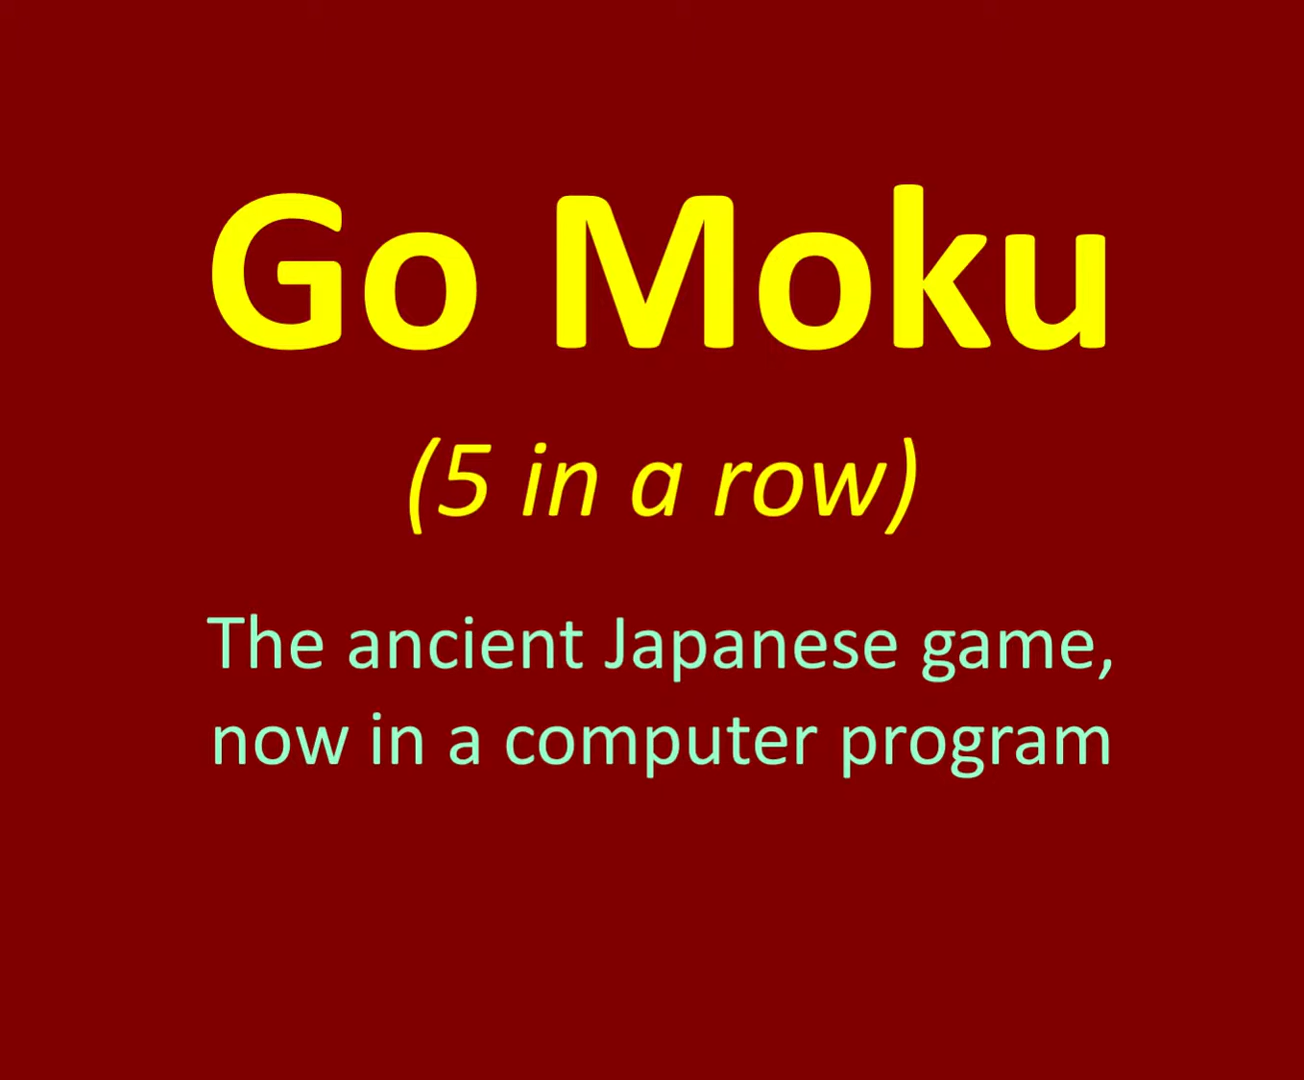 Go Moku
(5 in a row)
The ancient Japanese game,
now in a computer program